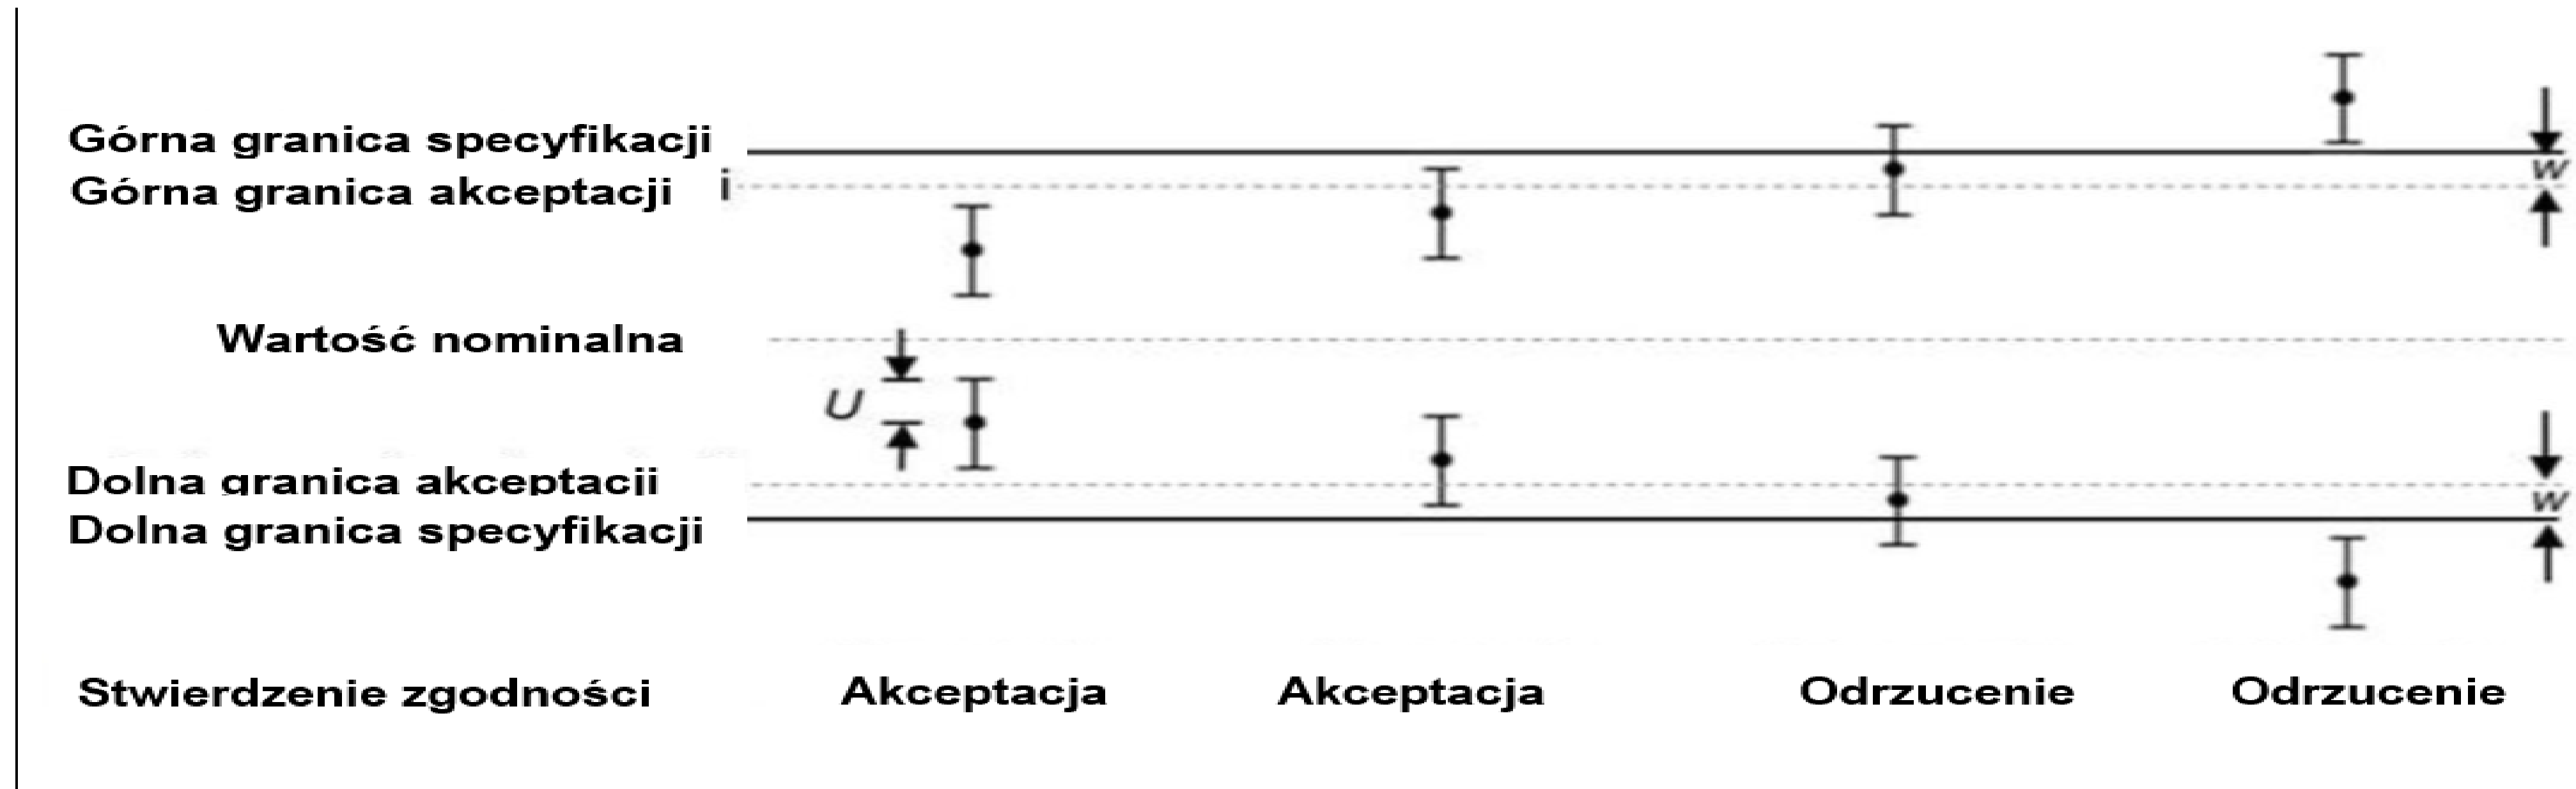 Górna granica specyfikacji
w
Górna granica akceptacji i
Wartość nominalna
U
Dolna granica akceptacji
w
Dolna granica specyfikacji
Stwierdzenie zgodności Akceptacja Akceptacja Odrzucenie Odrzucenie